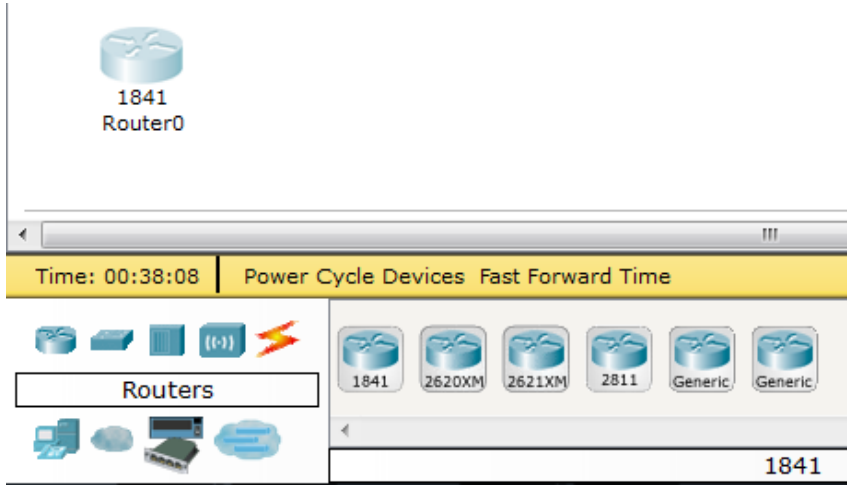 1841
Router0
Time: 00:38:08 Power Cycle Devices Fast Forward Time
1841 2620XM 2621XM 2811 Generic Generic
Routers
1841